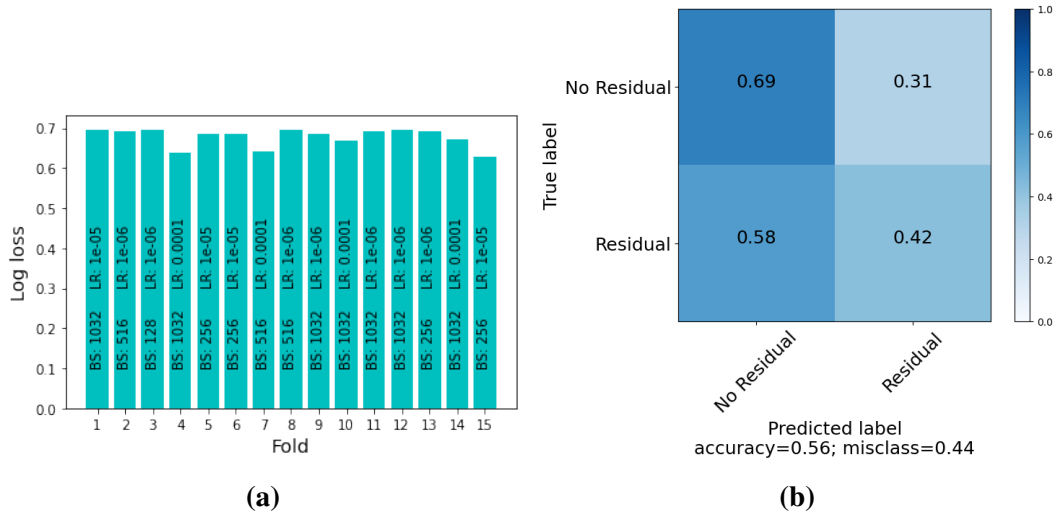 Log loss
0.7
0.6
0.5
0.4
0.3
0.2
0.1
0.0
BS: 1032 LR: 1e-05
BS: 516 LR: 1e-06
BS: 128 LR: 1e-06
BS: 1032 LR: 0.0001
BS: 256 LR: 1e-05
BS: 256 LR: 1e-05
BS: 516 LR: 0.0001
BS: 516 LR: 1e-06
BS: 1032 LR: 1e-05
BS: 1032 LR: 0.0001
BS: 1032 LR: 1e-06
BS: 1032 LR: 1e-06
BS: 256 LR: 1e-06
BS: 1032 LR: 0.0001
BS: 256 LR: 1e-05
1 2 3 4 5 6 7 8 9 10 11 12 13 14 15
Fold
(a)
True label
No Residual
Residual
0.69 0.31
0.58 0.42
No Residual
Residual
Predicted label
accuracy=0.56; misclass=0.44
1.0
0.8
0.6
0.4
0.2
0.0
(b)